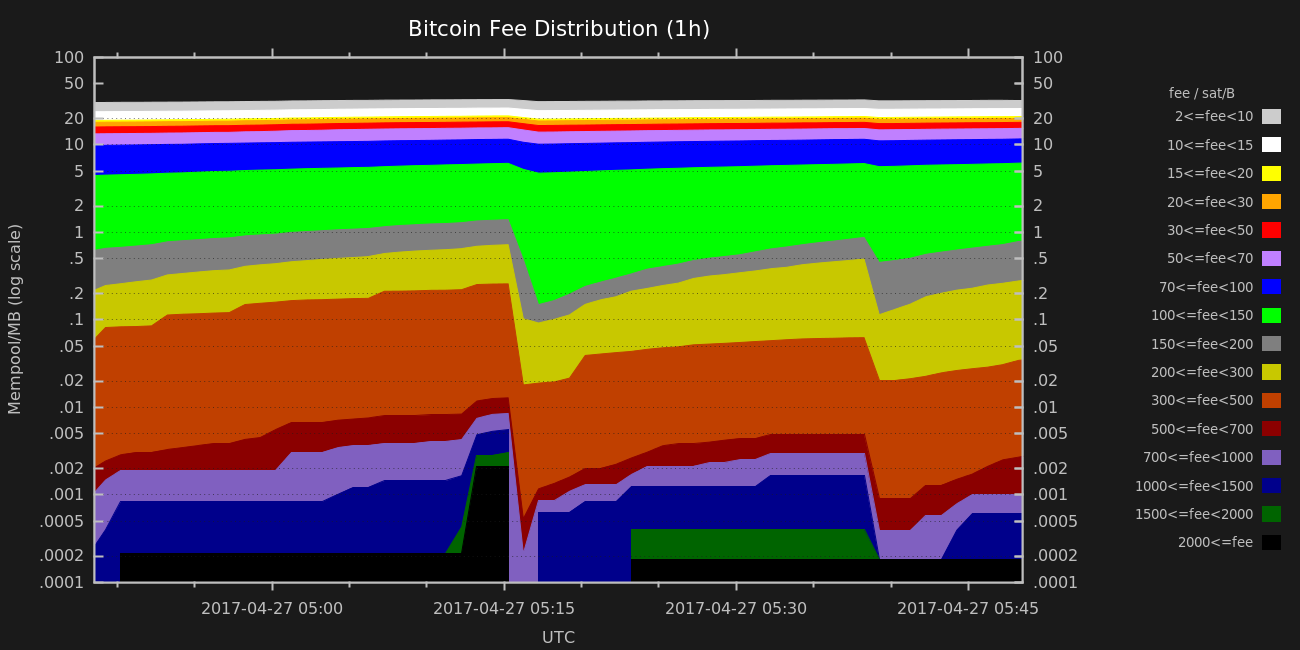 Bitcoin Fee Distribution (1h)
Mempool/MB (log scale)
100
50
20
10
5
2
1
.5
.2
.1
.05
.02
.01
.005
.002
.001
.0005
.0002
.0001
100
50
20
10
5
2
1
.5
.2
.1
.05
.02
.01
.005
.002
.001
.0005
.0002
.0001
2017-04-27 05:00
2017-04-27 05:15
2017-04-27 05:30
2017-04-27 05:45
UTC
fee / sat/B
2<=fee<10
10<=fee<15
15<=fee<20
20<=fee<30
30<=fee<50
50<=fee<70
70<=fee<100
100<=fee<150
150<=fee<200
200<=fee<300
300<=fee<500
500<=fee<700
700<=fee<1000
1000<=fee<1500
1500<=fee<2000
2000<=fee